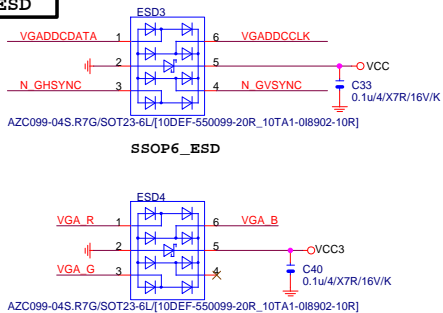 ESD
ESD3
VGADDCDATA 1 6 VGADDCCLK
2 5 VCC
N_GHSYNC 3 4 N_GVSYNC
C33
0.1u/4/X7R/16V/K
AZC099-04S.R7G/SOT23-6L/[10DEF-550099-20R_10TA1-0I8902-10R]
SSOP6_ESD
ESD4
VGA_R 1 6 VGA_B
2 5 VCC3
VGA_G 3 4
C40
0.1u/4/X7R/16V/K
AZC099-04S.R7G/SOT23-6L/[10DEF-550099-20R_10TA1-0I8902-10R]